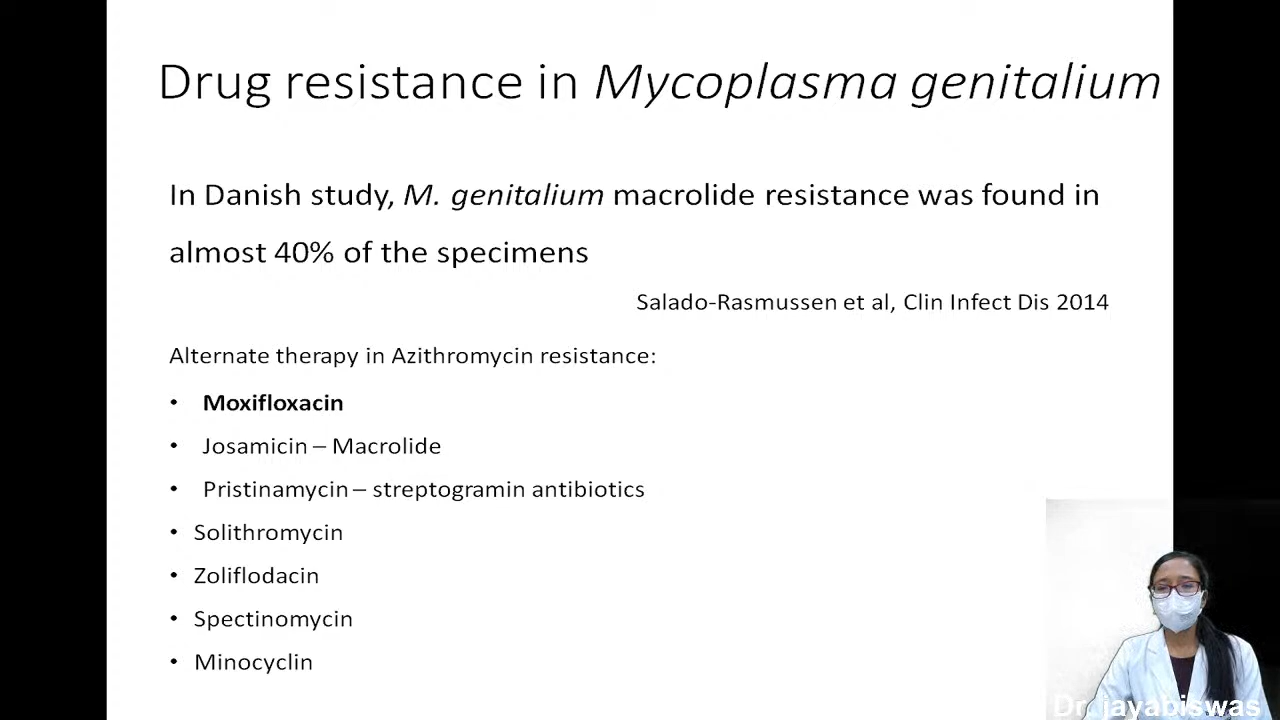 Drug resistance in Mycoplasma genitalium
In Danish study, M. genitalium macrolide resistance was found in
almost 40% of the specimens
Salado-Rasmussen et al, Clin Infect Dis 2014
Alternate therapy in Azithromycin resistance:
• Moxifloxacin
• Josamicin – Macrolide
• Pristinamycin – streptogramin antibiotics
• Solithromycin
• Zoliflodacin
• Spectinomycin
• Minocyclin
Dr. jayabiswas